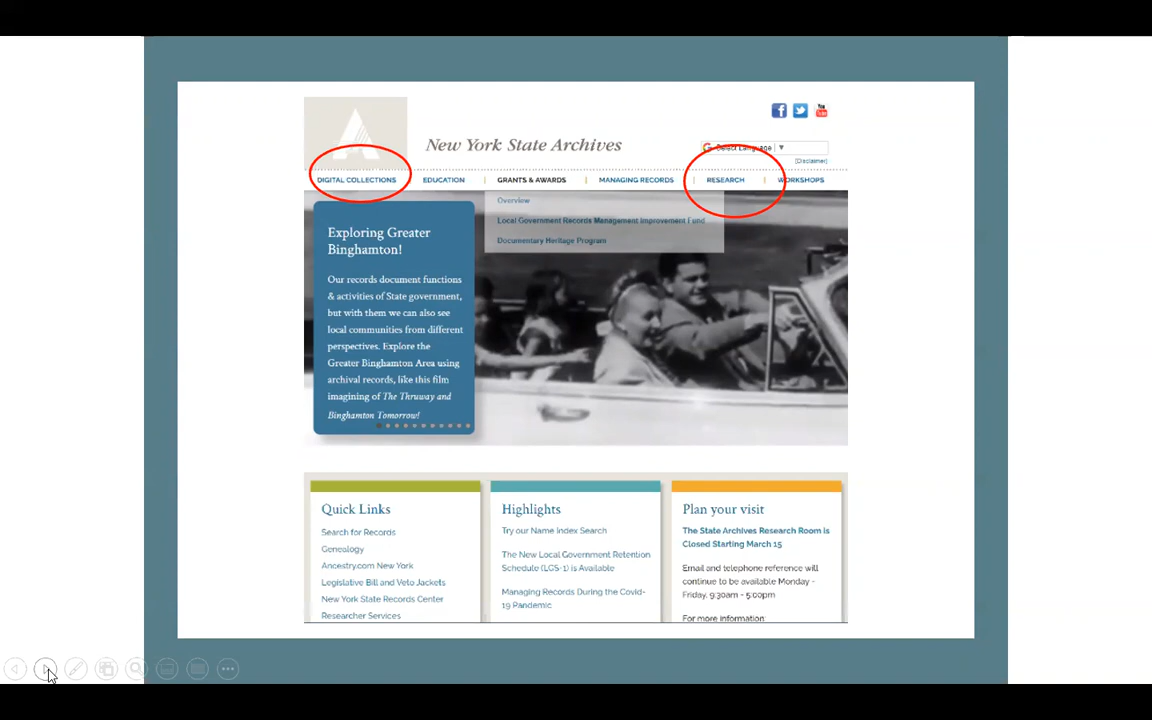 You
Tube
New York State Archives
Select Language ▼
[Disclaimer]
DIGITAL COLLECTIONS | EDUCATION | GRANTS & AWARDS | MANAGING RECORDS | RESEARCH | WORKSHOPS
Overview
Local Government Records Management Improvement Fund
Documentary Heritage Program
Exploring Greater
Binghamton!
Our records document functions
& activities of State government,
but with them we can also see
local communities from different
perspectives. Explore the
Greater Binghamton Area using
archival records, like this film
imagining of The Thruway and
Binghamton Tomorrow!
Quick Links
Search for Records
Genealogy
Ancestry.com New York
Legislative Bill and Veto Jackets
New York State Records Center
Researcher Services
Highlights
Try our Name Index Search
The New Local Government Retention
Schedule (LGS-1) is Available
Managing Records During the Covid-
19 Pandemic
Plan your visit
The State Archives Research Room is
Closed Starting March 15
Email and telephone reference will
continue to be available Monday -
Friday, 9:30am - 5:00pm
For more information: